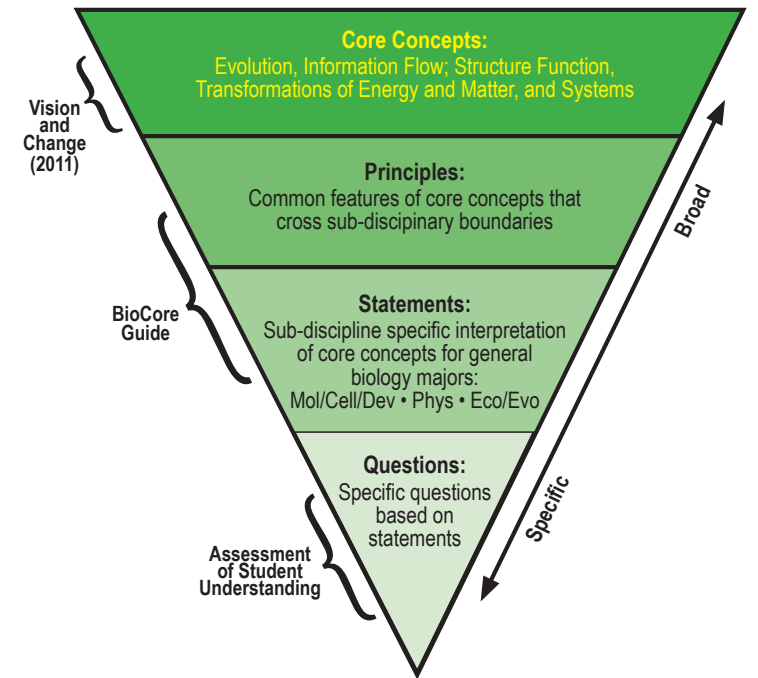 Core Concepts:
Evolution, Information Flow; Structure Function,
Transformations of Energy and Matter, and Systems
Vision
and
Change
(2011)
Principles:
Common features of core concepts that
cross sub-discipinary boundaries
Broad
BioCore
Guide
Statements:
Sub-discipline specific interpretation
of core concepts for general
biology majors:
Mol/Cell/Dev • Phys • Eco/Evo
Questions:
Specific questions
based on
statements
Specific
Assessment
of Student
Understanding